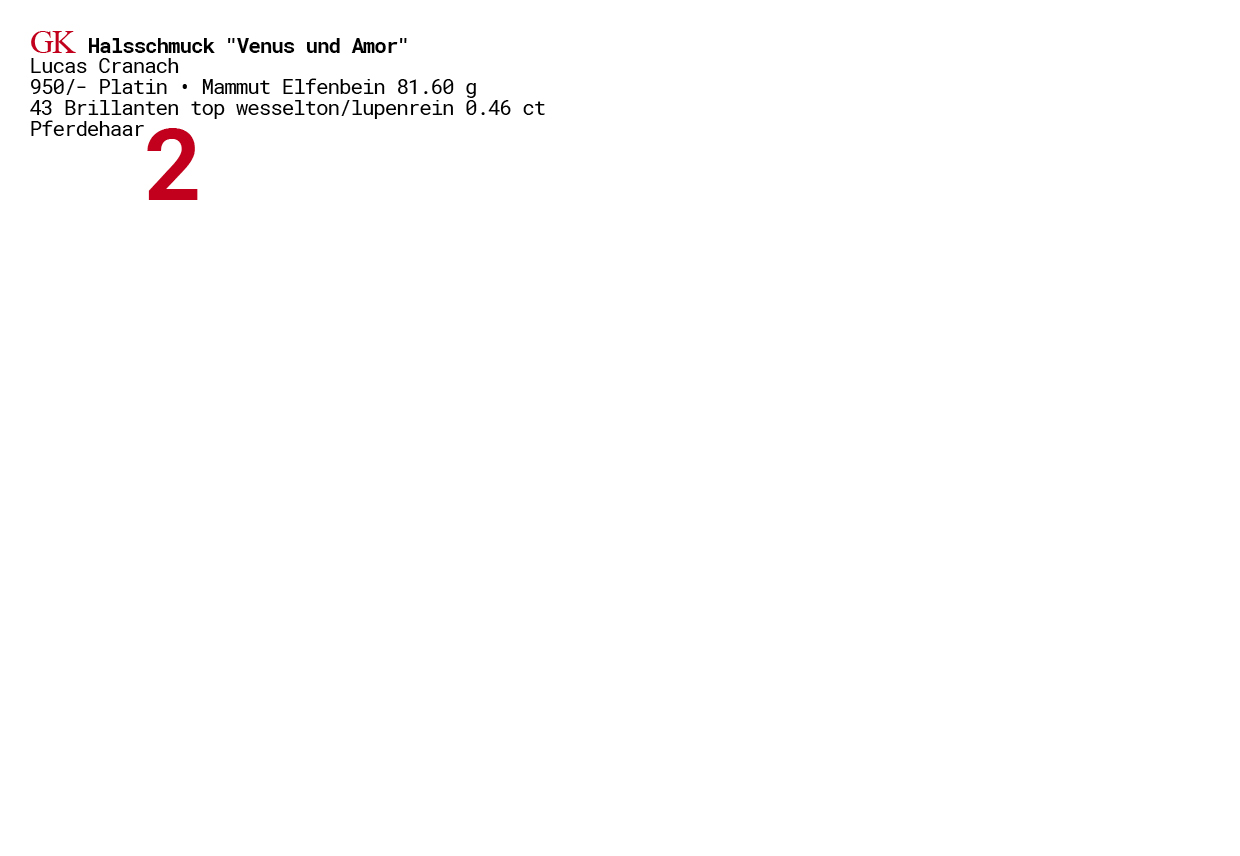 GK Halsschmuck "Venus und Amor"
Lucas Cranach
950/- Platin • Mammut Elfenbein 81.60 g
43 Brillanten top wesselton/lupenrein 0.46 ct
Pferdehaar
2